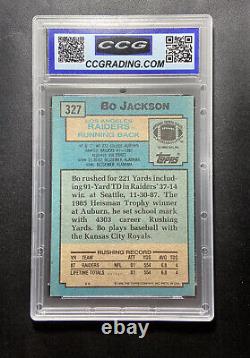 CCG
CCGRADING.COM
327
BO JACKSON
LOS ANGELES
RAIDERS
RUNNING BACK
topps
Bo rushed for 221 Yards including
91-Yard TD in Raiders' 37-14
win at Seattle, 11-30-87. The
1985 Heisman Trophy winner
at Auburn, he set school mark
with 4303 career Rushing
Yards. Bo plays baseball with
the Kansas City Royals.
RUSHING RECORD
YR TEAM ATT YDS AVG TDS
87 RAIDERS NFL 81 554 6.8 4
LIFETIME TOTALS 81 554 6.8 4